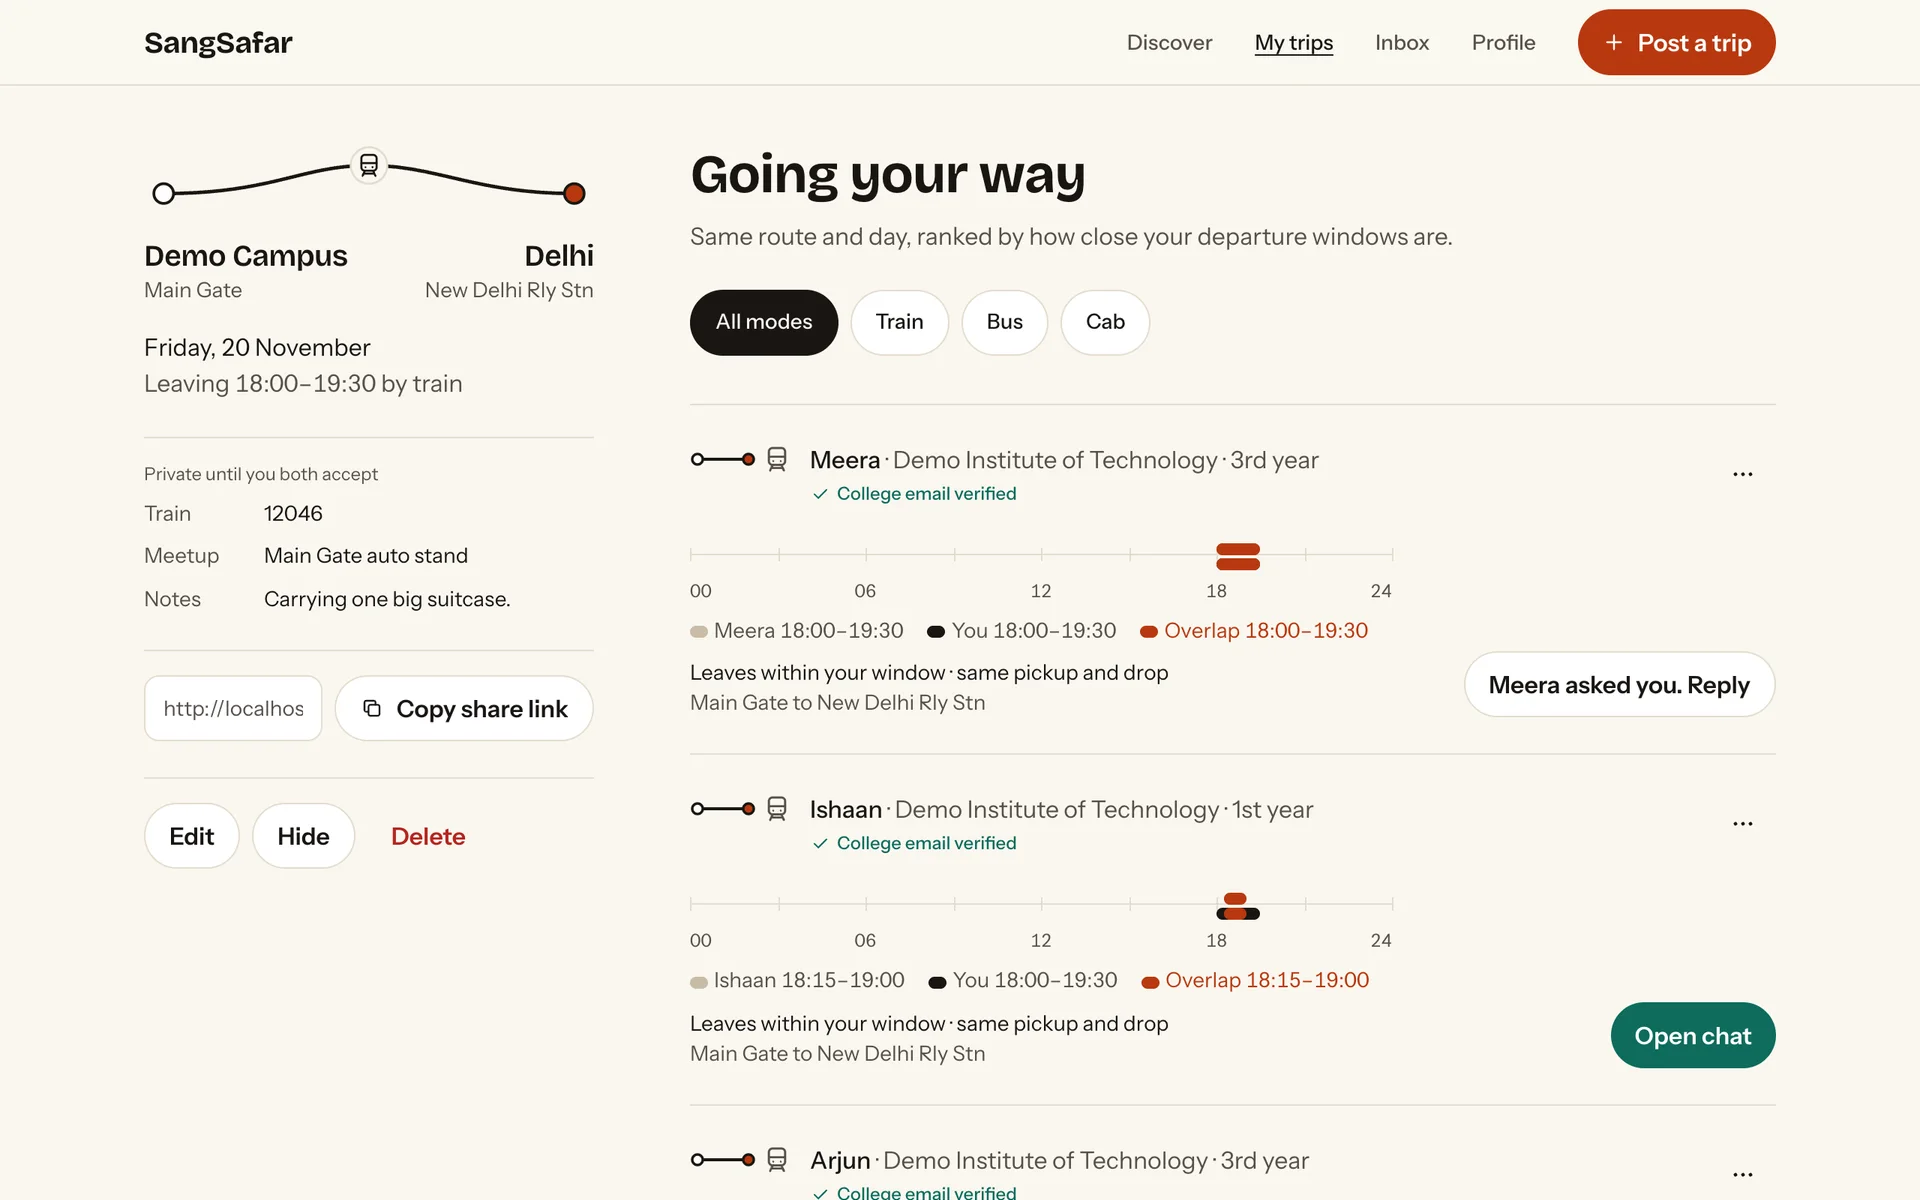 SangSafar
Discover
My trips
Inbox
Profile
+ Post a trip
Demo Campus
Main Gate
Delhi
New Delhi Rly Stn
Friday, 20 November
Leaving 18:00–19:30 by train
Private until you both accept
Train 12046
Meetup Main Gate auto stand
Notes Carrying one big suitcase.
http://localhos
Copy share link
Edit
Hide
Delete
Going your way
Same route and day, ranked by how close your departure windows are.
All modes
Train
Bus
Cab
Meera · Demo Institute of Technology · 3rd year
College email verified
00 06 12 18 24
Meera 18:00–19:30 You 18:00–19:30 Overlap 18:00–19:30
Leaves within your window · same pickup and drop
Main Gate to New Delhi Rly Stn
Meera asked you. Reply
Ishaan · Demo Institute of Technology · 1st year
College email verified
00 06 12 18 24
Ishaan 18:15–19:00 You 18:00–19:30 Overlap 18:15–19:00
Leaves within your window · same pickup and drop
Main Gate to New Delhi Rly Stn
Open chat
Arjun · Demo Institute of Technology · 3rd year
College email verified